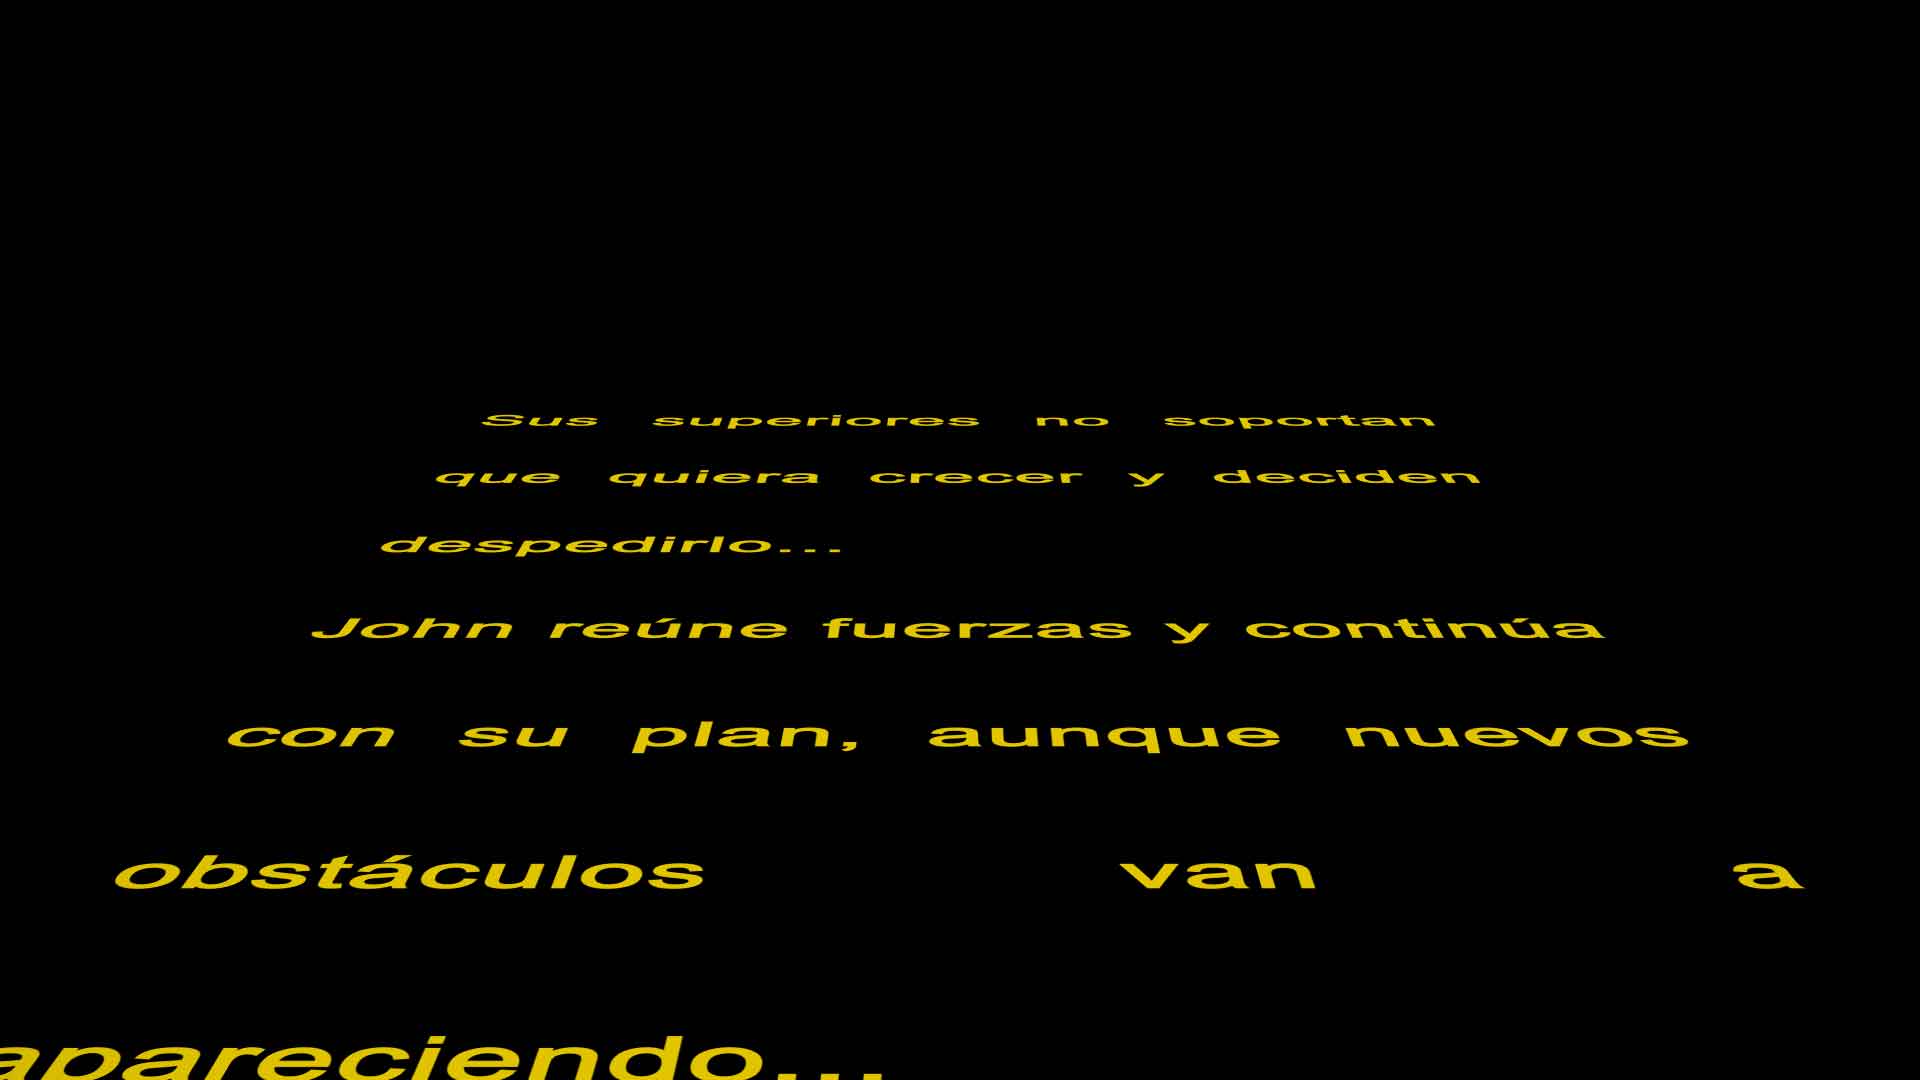 Sus superiores no soportan
que quiera crecer y deciden
despedirlo...
John reúne fuerzas y continúa
con su plan, aunque nuevos
obstáculos van a
apareciendo...